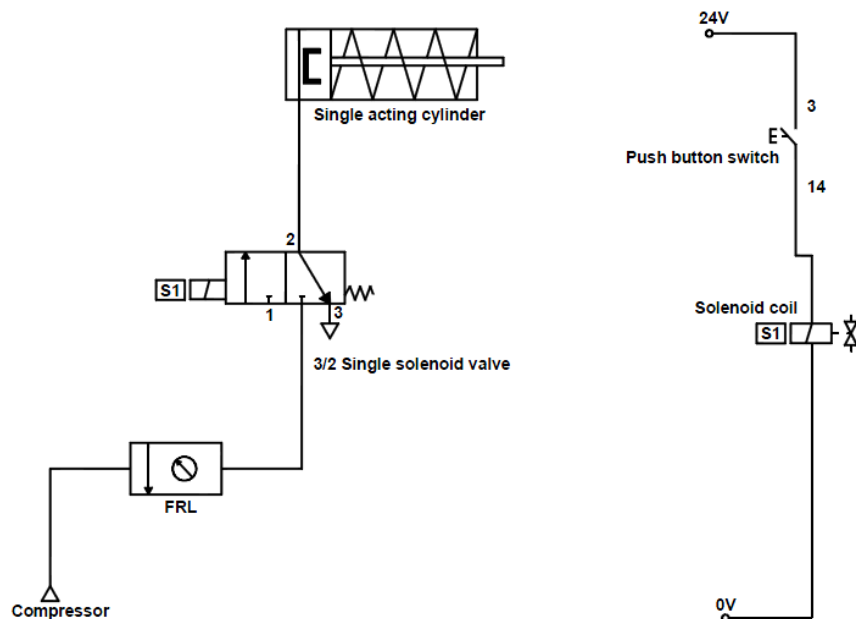 Single acting cylinder
2
S1
1
3
3/2 Single solenoid valve
FRL
Compressor
24V
3
Push button switch
14
Solenoid coil
S1
0V